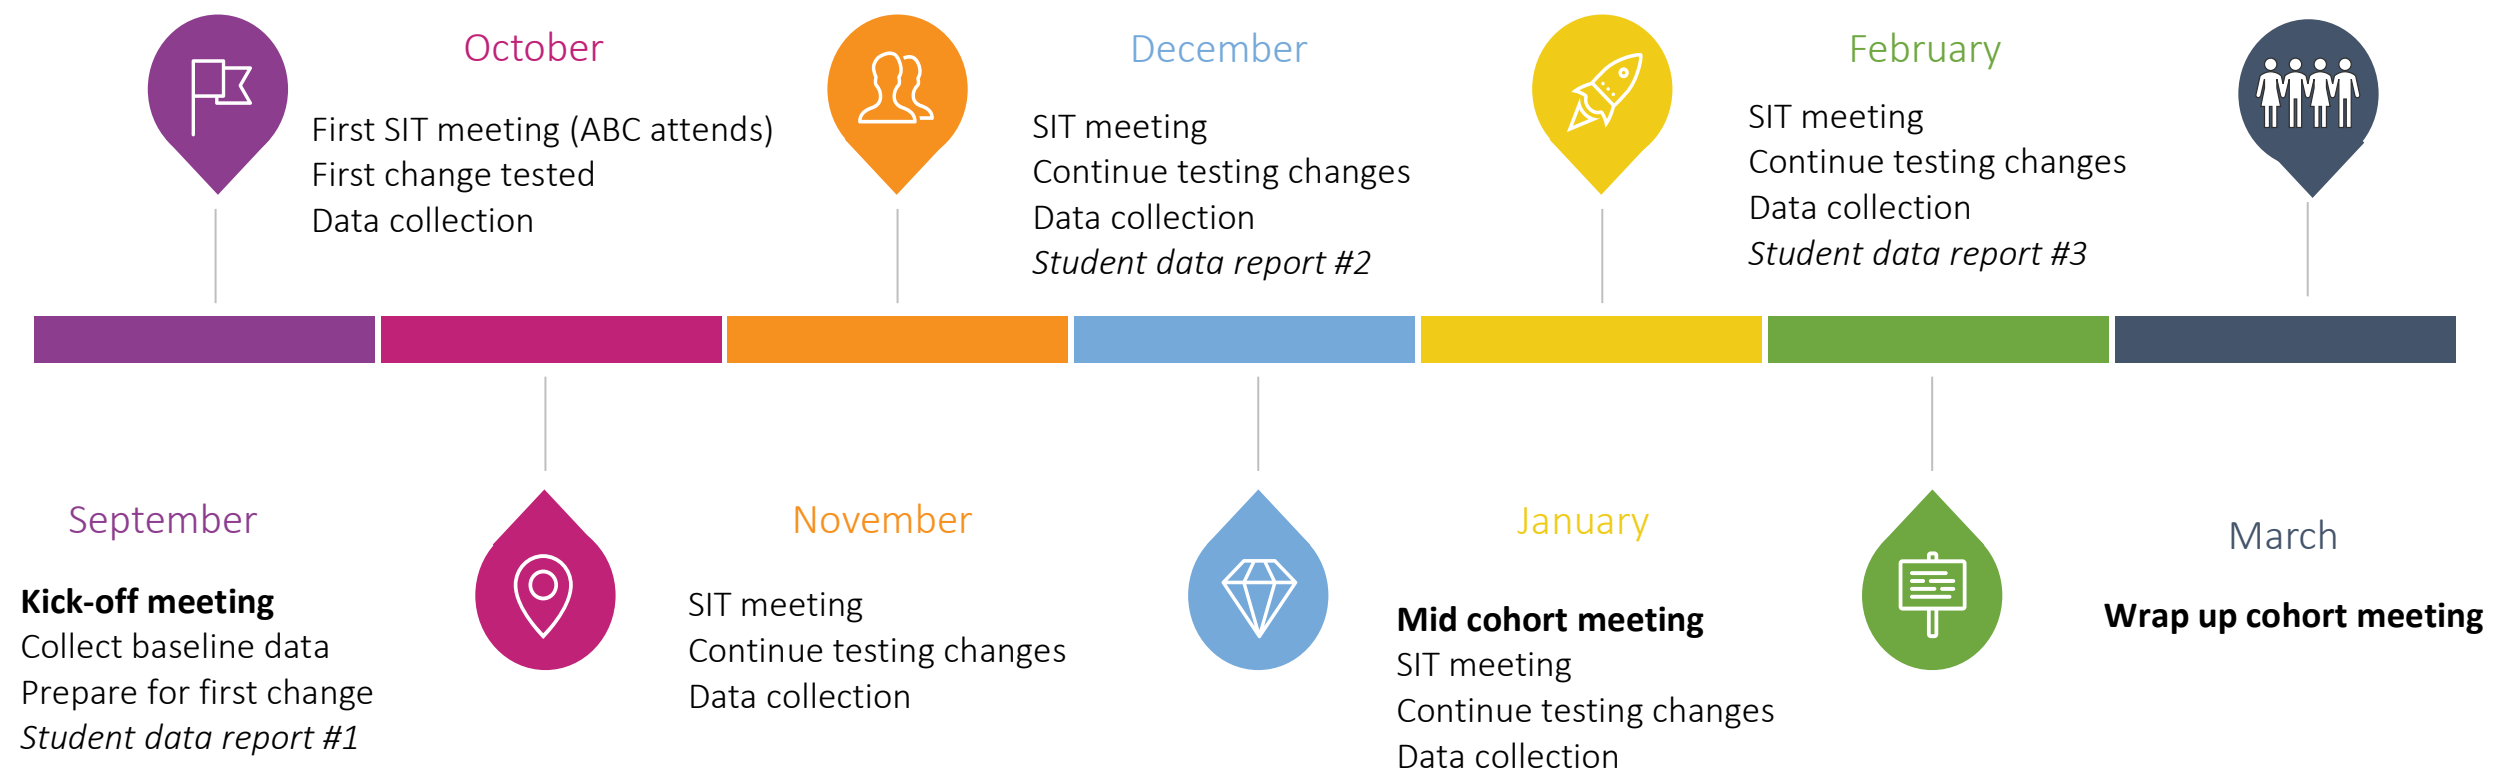 September
Kick-off meeting
Collect baseline data
Prepare for first change
Student data report #1
October
First SIT meeting (ABC attends)
First change tested
Data collection
November
SIT meeting
Continue testing changes
Data collection
December
SIT meeting
Continue testing changes
Data collection
Student data report #2
January
Mid cohort meeting
SIT meeting
Continue testing changes
Data collection
February
SIT meeting
Continue testing changes
Data collection
Student data report #3
March
Wrap up cohort meeting